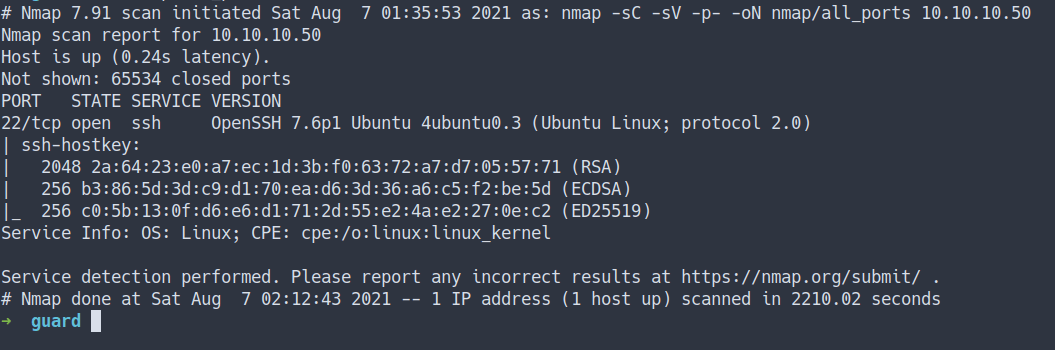 # Nmap 7.91 scan initiated Sat Aug  7 01:35:53 2021 as: nmap -sC -sV -p- -oN nmap/all_ports 10.10.10.50
Nmap scan report for 10.10.10.50
Host is up (0.24s latency).
Not shown: 65534 closed ports
PORT   STATE SERVICE VERSION
22/tcp open  ssh     OpenSSH 7.6p1 Ubuntu 4ubuntu0.3 (Ubuntu Linux; protocol 2.0)
| ssh-hostkey:
|   2048 2a:64:23:e0:a7:ec:1d:3b:f0:63:72:a7:d7:05:57:71 (RSA)
|   256 b3:86:5d:3d:c9:d1:70:ea:d6:3d:36:a6:c5:f2:be:5d (ECDSA)
|_  256 c0:5b:13:0f:d6:e6:d1:71:2d:55:e2:4a:e2:27:0e:c2 (ED25519)
Service Info: OS: Linux; CPE: cpe:/o:linux:linux_kernel

Service detection performed. Please report any incorrect results at https://nmap.org/submit/ .
# Nmap done at Sat Aug  7 02:12:43 2021 -- 1 IP address (1 host up) scanned in 2210.02 seconds
→  guard